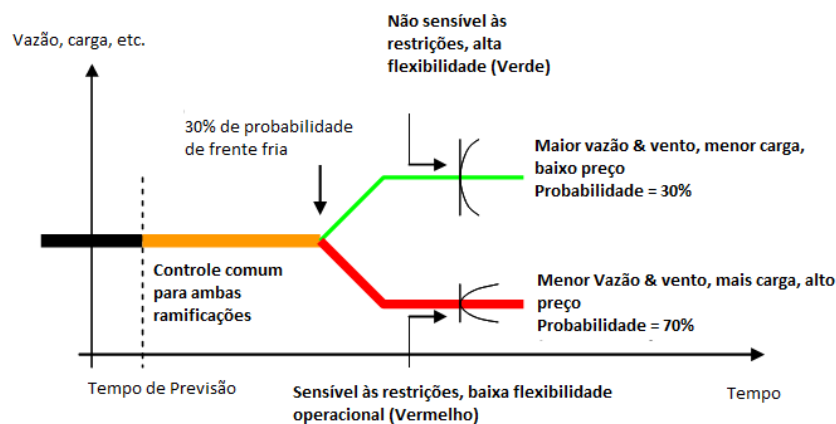 Não sensível às
restrições, alta
flexibilidade (Verde)
Vazão, carga, etc.
30% de probabilidade
de frente fria
Maior vazão & vento, menor carga,
baixo preço
Probabilidade = 30%
Controle comum
para ambas
ramificações
Menor Vazão & vento, mais carga, alto
preço
Probabilidade = 70%
Tempo de Previsão
Sensível às restrições, baixa flexibilidade
operacional (Vermelho)
Tempo